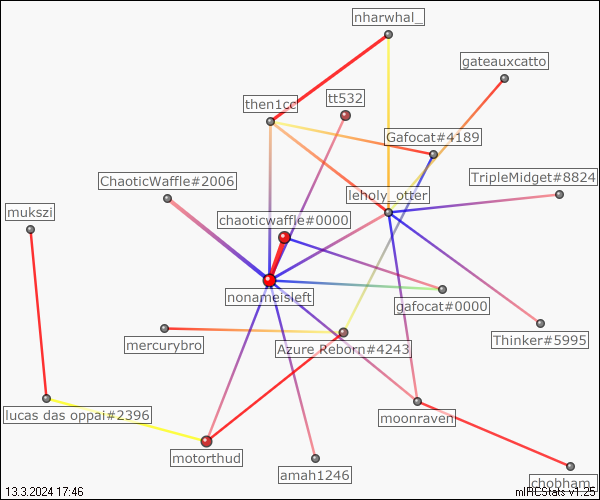 nharwhal_
gateauxcatto
tt532
then1cc
Gafocat#4189
ChaoticWaffle#2006
TripleMidget#8824
leholy_otter
mukszi
chaoticwaffle#0000
nonameisleft
gafocat#0000
mercurybro
Azure Reborn#4243
Thinker#5995
lucas das oppai#2396
moonraven
motorthud
amah1246
chobham_
13.3.2024 17:46
mIRCStats v1.25